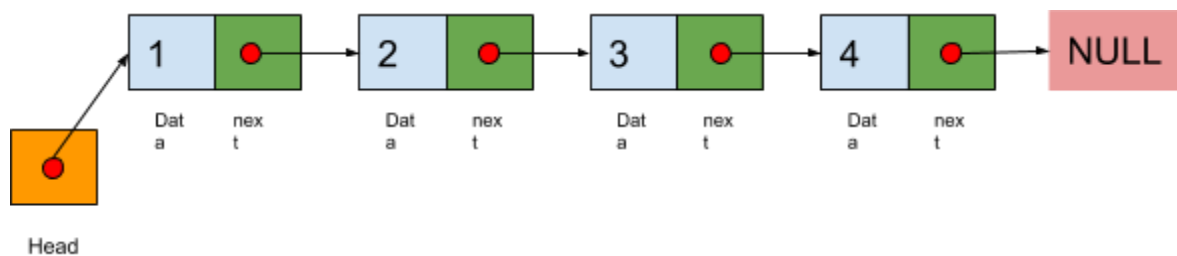 1 2 3 4 NULL
Dat nex Dat nex Dat nex Dat nex
a t a t a t a t
Head